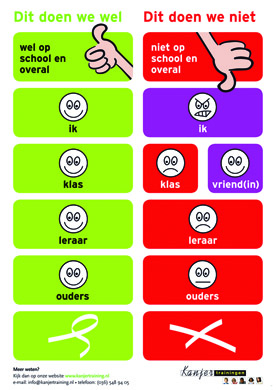 Dit doen we wel
Dit doen we niet
wel op
school en
overal
niet op
school en
overal
ik
ik
klas
klas
vriend(in)
leraar
leraar
ouders
ouders
Meer weten?
Kijk dan op onze website www.kanjertraining.nl
e-mail: info@kanjertraining.nl • telefoon: (036) 548 94 05
Kanjer
trainingen